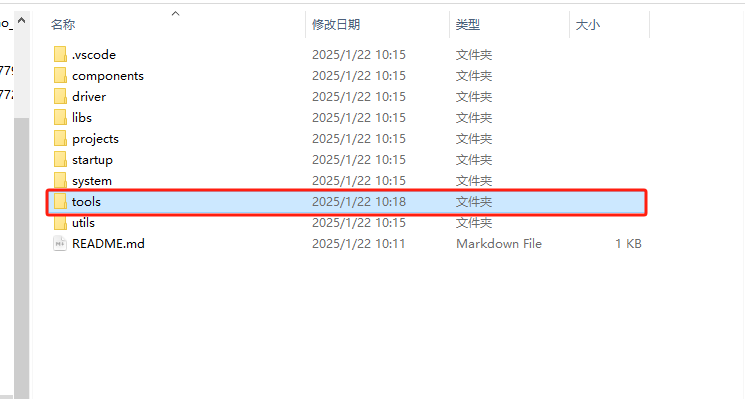 名称 修改日期 类型 大小
.vscode 2025/1/22 10:15 文件夹
components 2025/1/22 10:15 文件夹
driver 2025/1/22 10:15 文件夹
libs 2025/1/22 10:15 文件夹
projects 2025/1/22 10:15 文件夹
startup 2025/1/22 10:15 文件夹
system 2025/1/22 10:15 文件夹
tools 2025/1/22 10:18 文件夹
utils 2025/1/22 10:15 文件夹
README.md 2025/1/22 10:11 Markdown File 1 KB